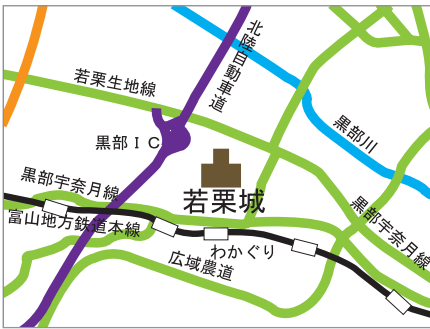 北陸自動車道
若栗生地線
黒部ＩＣ
黒部川
若栗城
黒部宇奈月線
黒部宇奈月線
富山地方鉄道本線
わかぐり
広域農道